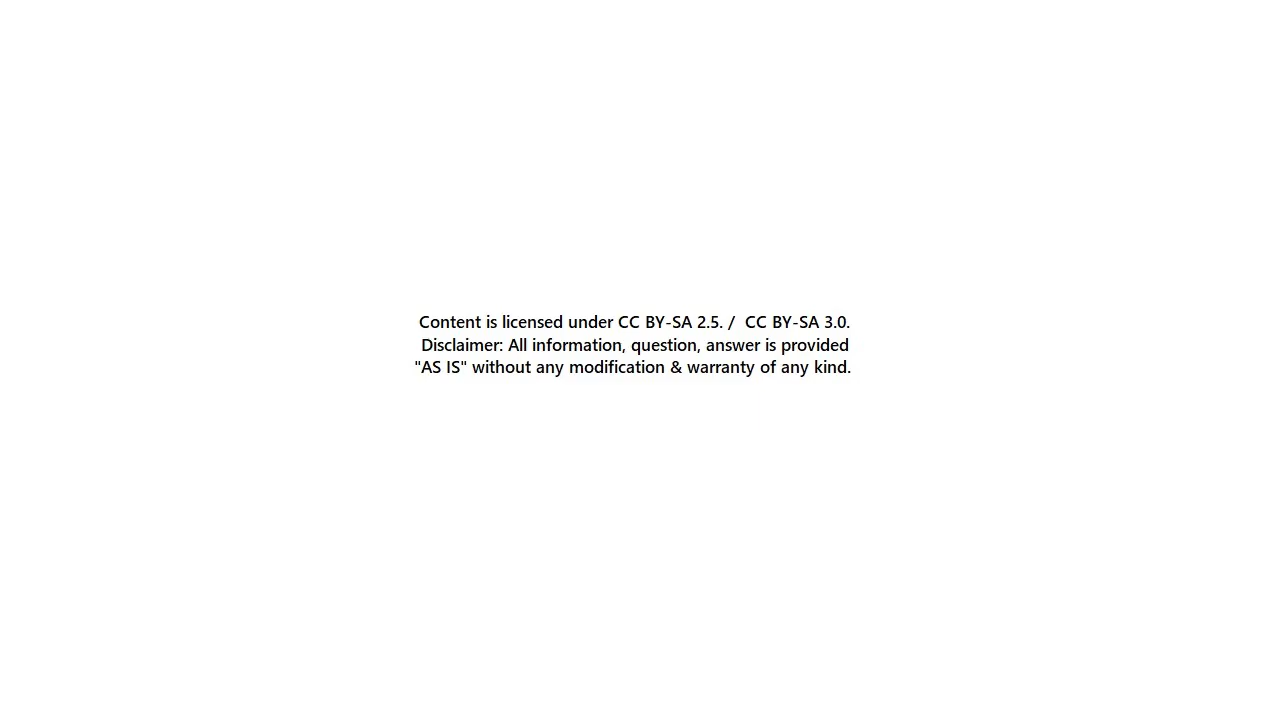 Content is licensed under CC BY-SA 2.5. /  CC BY-SA 3.0.
Disclaimer: All information, question, answer is provided
"AS IS" without any modification & warranty of any kind.